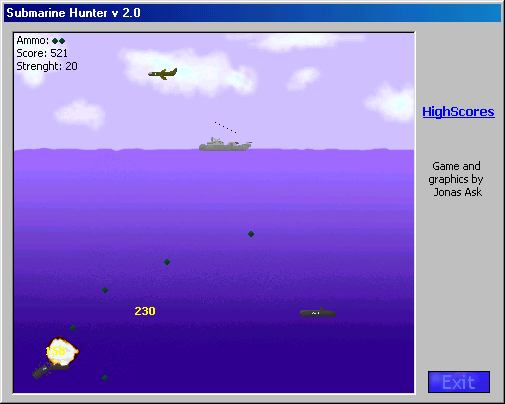 Submarine Hunter v 2.0
Ammo:
Score: 521
Strenght: 20
HighScores
Game and
graphics by
Jonas Ask
230
Exit